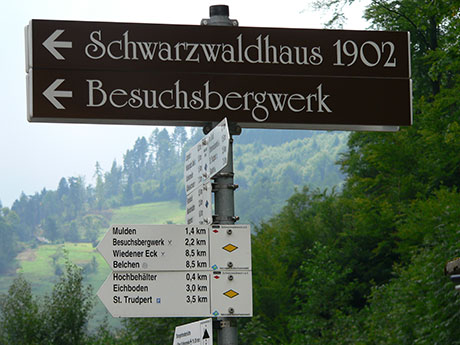 Schwarzwaldhaus 1902
Besuchsbergwerk
Mulden 1,4 km
Besuchsbergwerk 2,2 km
Wiedener Eck 8,5 km
Belchen 8,5 km
Hochbehälter 0,4 km
Eichboden 3,0 km
St. Trudpert 3,5 km